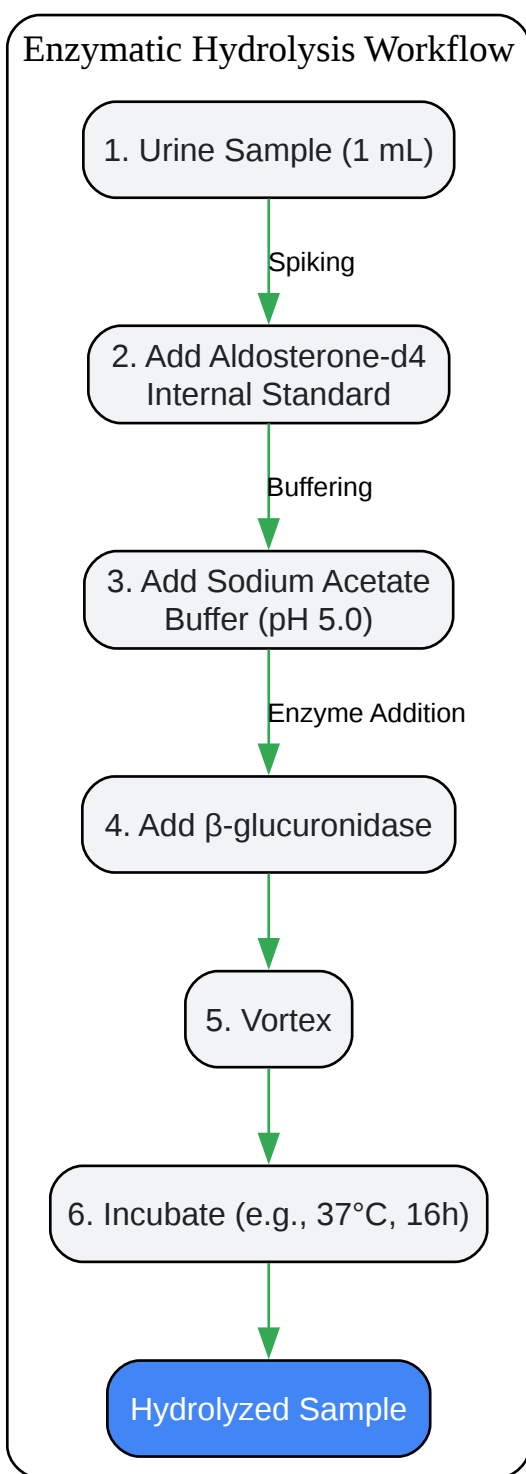 Enzymatic Hydrolysis Workflow
1. Urine Sample (1 mL)
Spiking
2. Add Aldosterone-d4
Internal Standard
Buffering
3. Add Sodium Acetate
Buffer (pH 5.0)
Enzyme Addition
4. Add β-glucuronidase
5. Vortex
6. Incubate (e.g., 37°C, 16h)
Hydrolyzed Sample